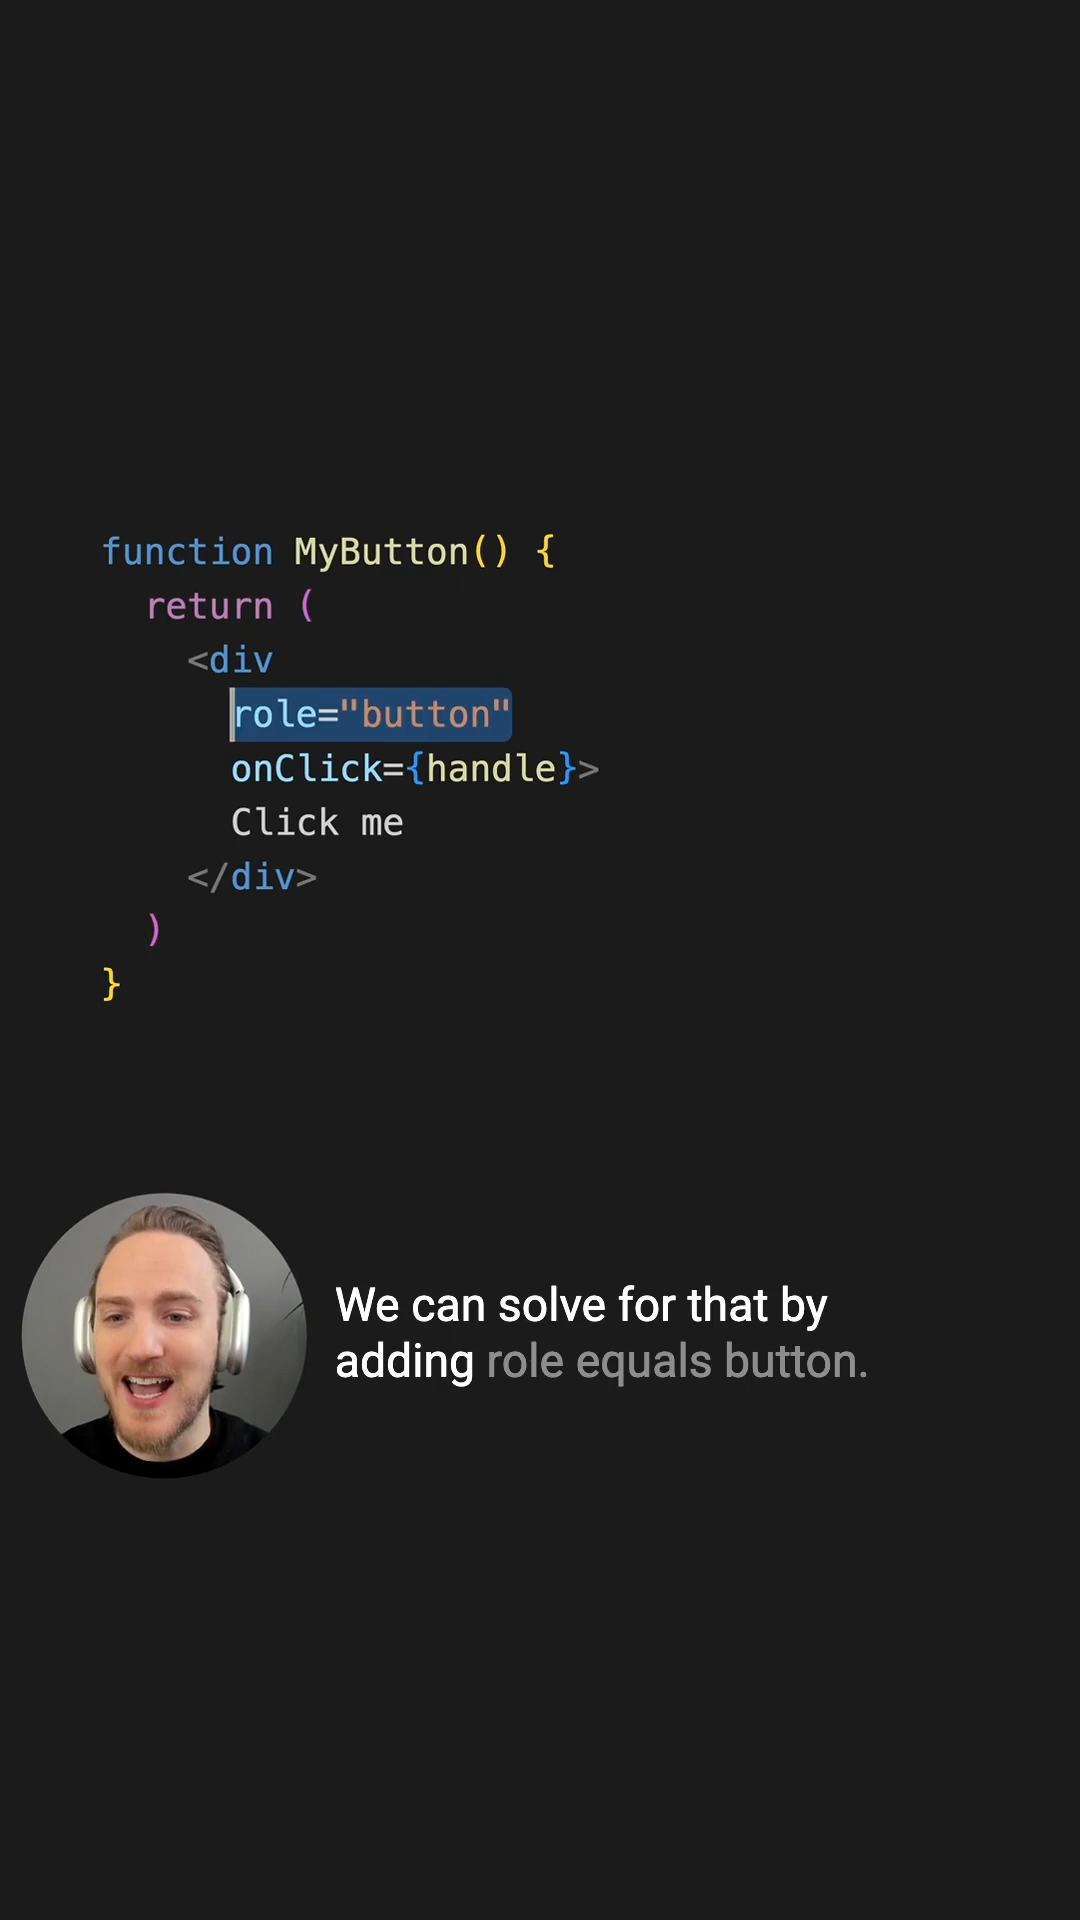 function MyButton() {
return (
<div
role="button"
onClick={handle}>
Click me
</div>
)
}
We can solve for that by
adding role equals button.